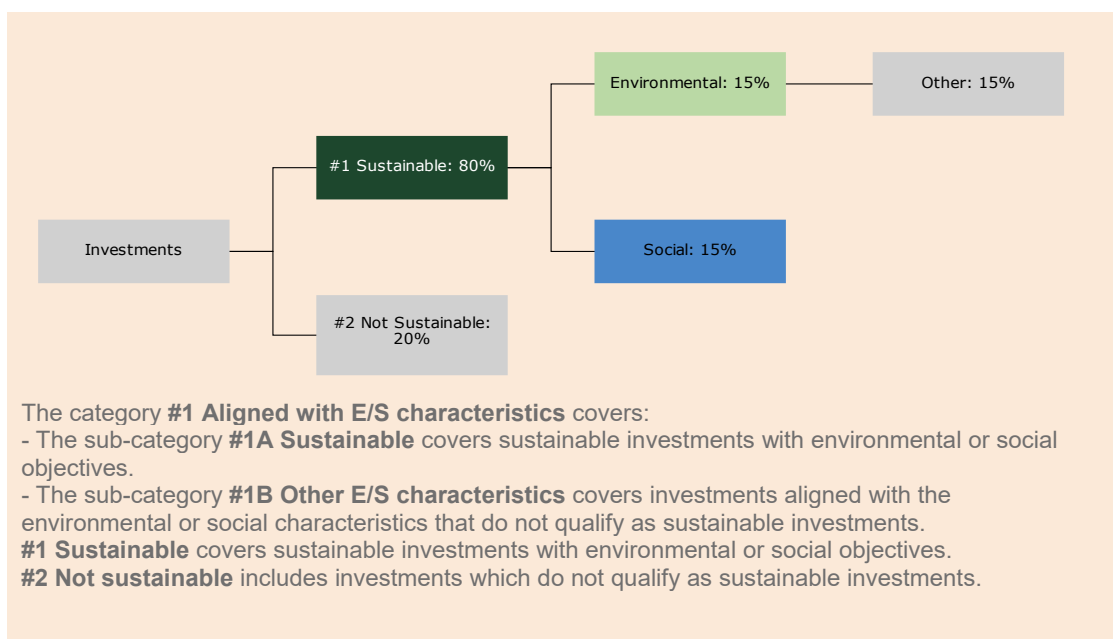 Environmental: 15%
Other: 15%
#1 Sustainable: 80%
Investments
Social: 15%
#2 Not Sustainable:
20%
The category #1 Aligned with E/S characteristics covers:
- The sub-category #1A Sustainable covers sustainable investments with environmental or social
objectives.
- The sub-category #1B Other E/S characteristics covers investments aligned with the
environmental or social characteristics that do not qualify as sustainable investments.
#1 Sustainable covers sustainable investments with environmental or social objectives.
#2 Not sustainable includes investments which do not qualify as sustainable investments.